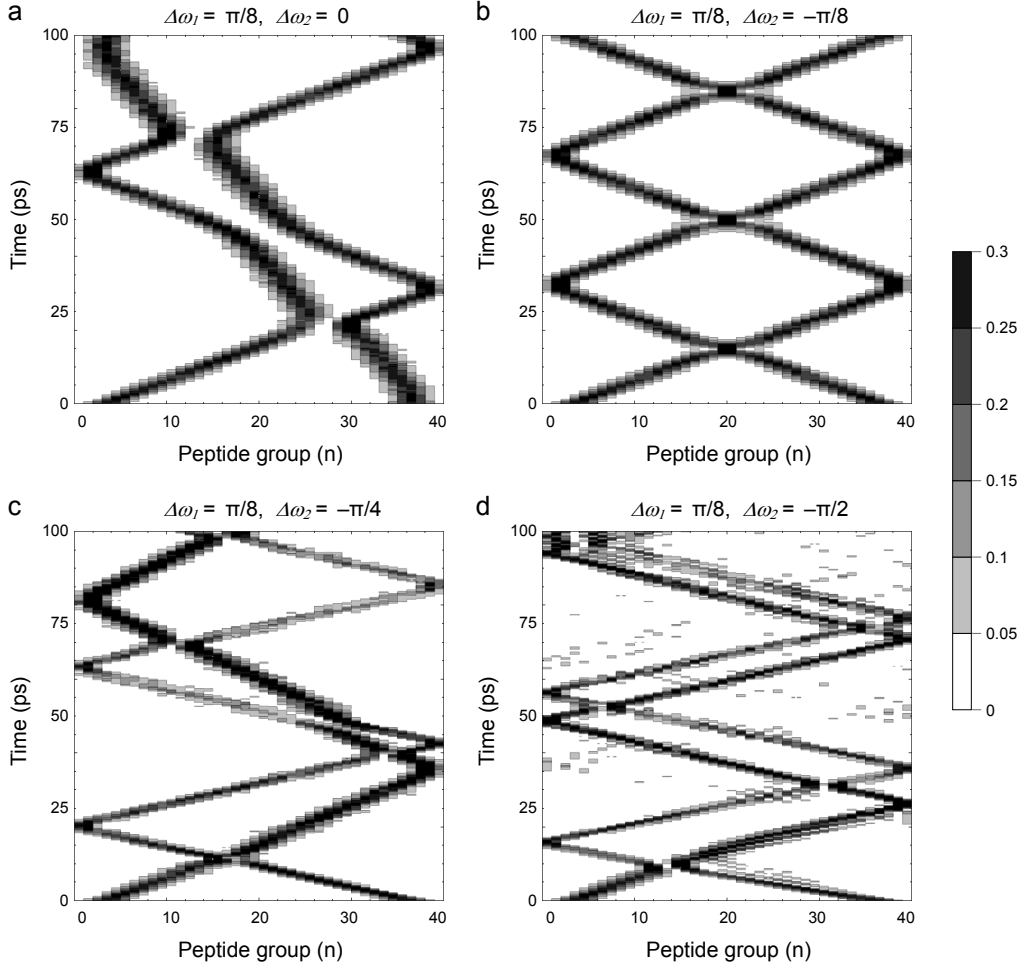 a
Δω₁ = π/8, Δω₂ = 0
100
75
50
25
0
Time (ps)
0 10 20 30 40
Peptide group (n)
b
Δω₁ = π/8, Δω₂ = –π/8
100
75
50
25
0
Time (ps)
0 10 20 30 40
Peptide group (n)
0.3
0.25
0.2
0.15
0.1
0.05
0
c
Δω₁ = π/8, Δω₂ = –π/4
100
75
50
25
0
Time (ps)
0 10 20 30 40
Peptide group (n)
d
Δω₁ = π/8, Δω₂ = –π/2
100
75
50
25
0
Time (ps)
0 10 20 30 40
Peptide group (n)